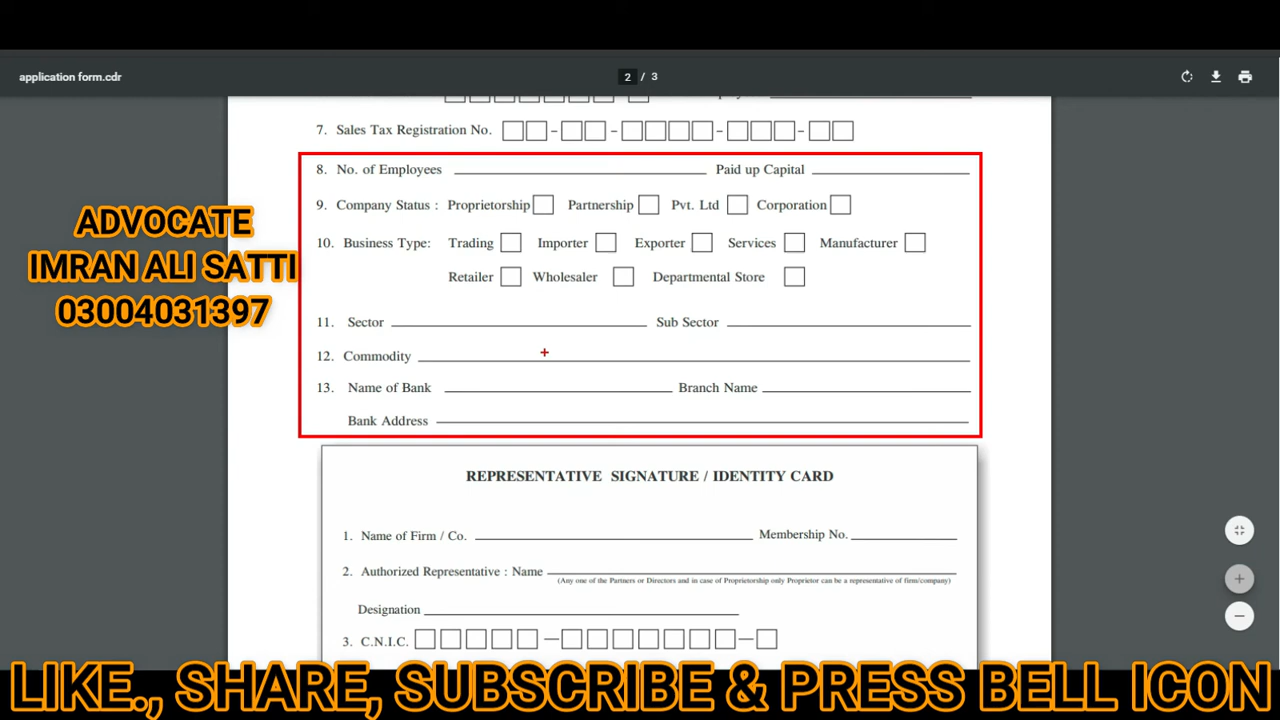 application form.cdr
2 / 3
7. Sales Tax Registration No. - - - - -
8. No. of Employees Paid up Capital
9. Company Status : Proprietorship Partnership Pvt. Ltd Corporation
10. Business Type: Trading Importer Exporter Services Manufacturer
Retailer Wholesaler Departmental Store
11. Sector Sub Sector
12. Commodity
13. Name of Bank Branch Name
Bank Address
ADVOCATE
IMRAN ALI SATTI
03004031397
REPRESENTATIVE SIGNATURE / IDENTITY CARD
1. Name of Firm / Co. Membership No.
2. Authorized Representative : Name
(Any one of the Partners or Directors and in case of Proprietorship only Proprietor can be a representative of firm/company)
Designation
3. C.N.I.C.
LIKE., SHARE, SUBSCRIBE & PRESS BELL ICON